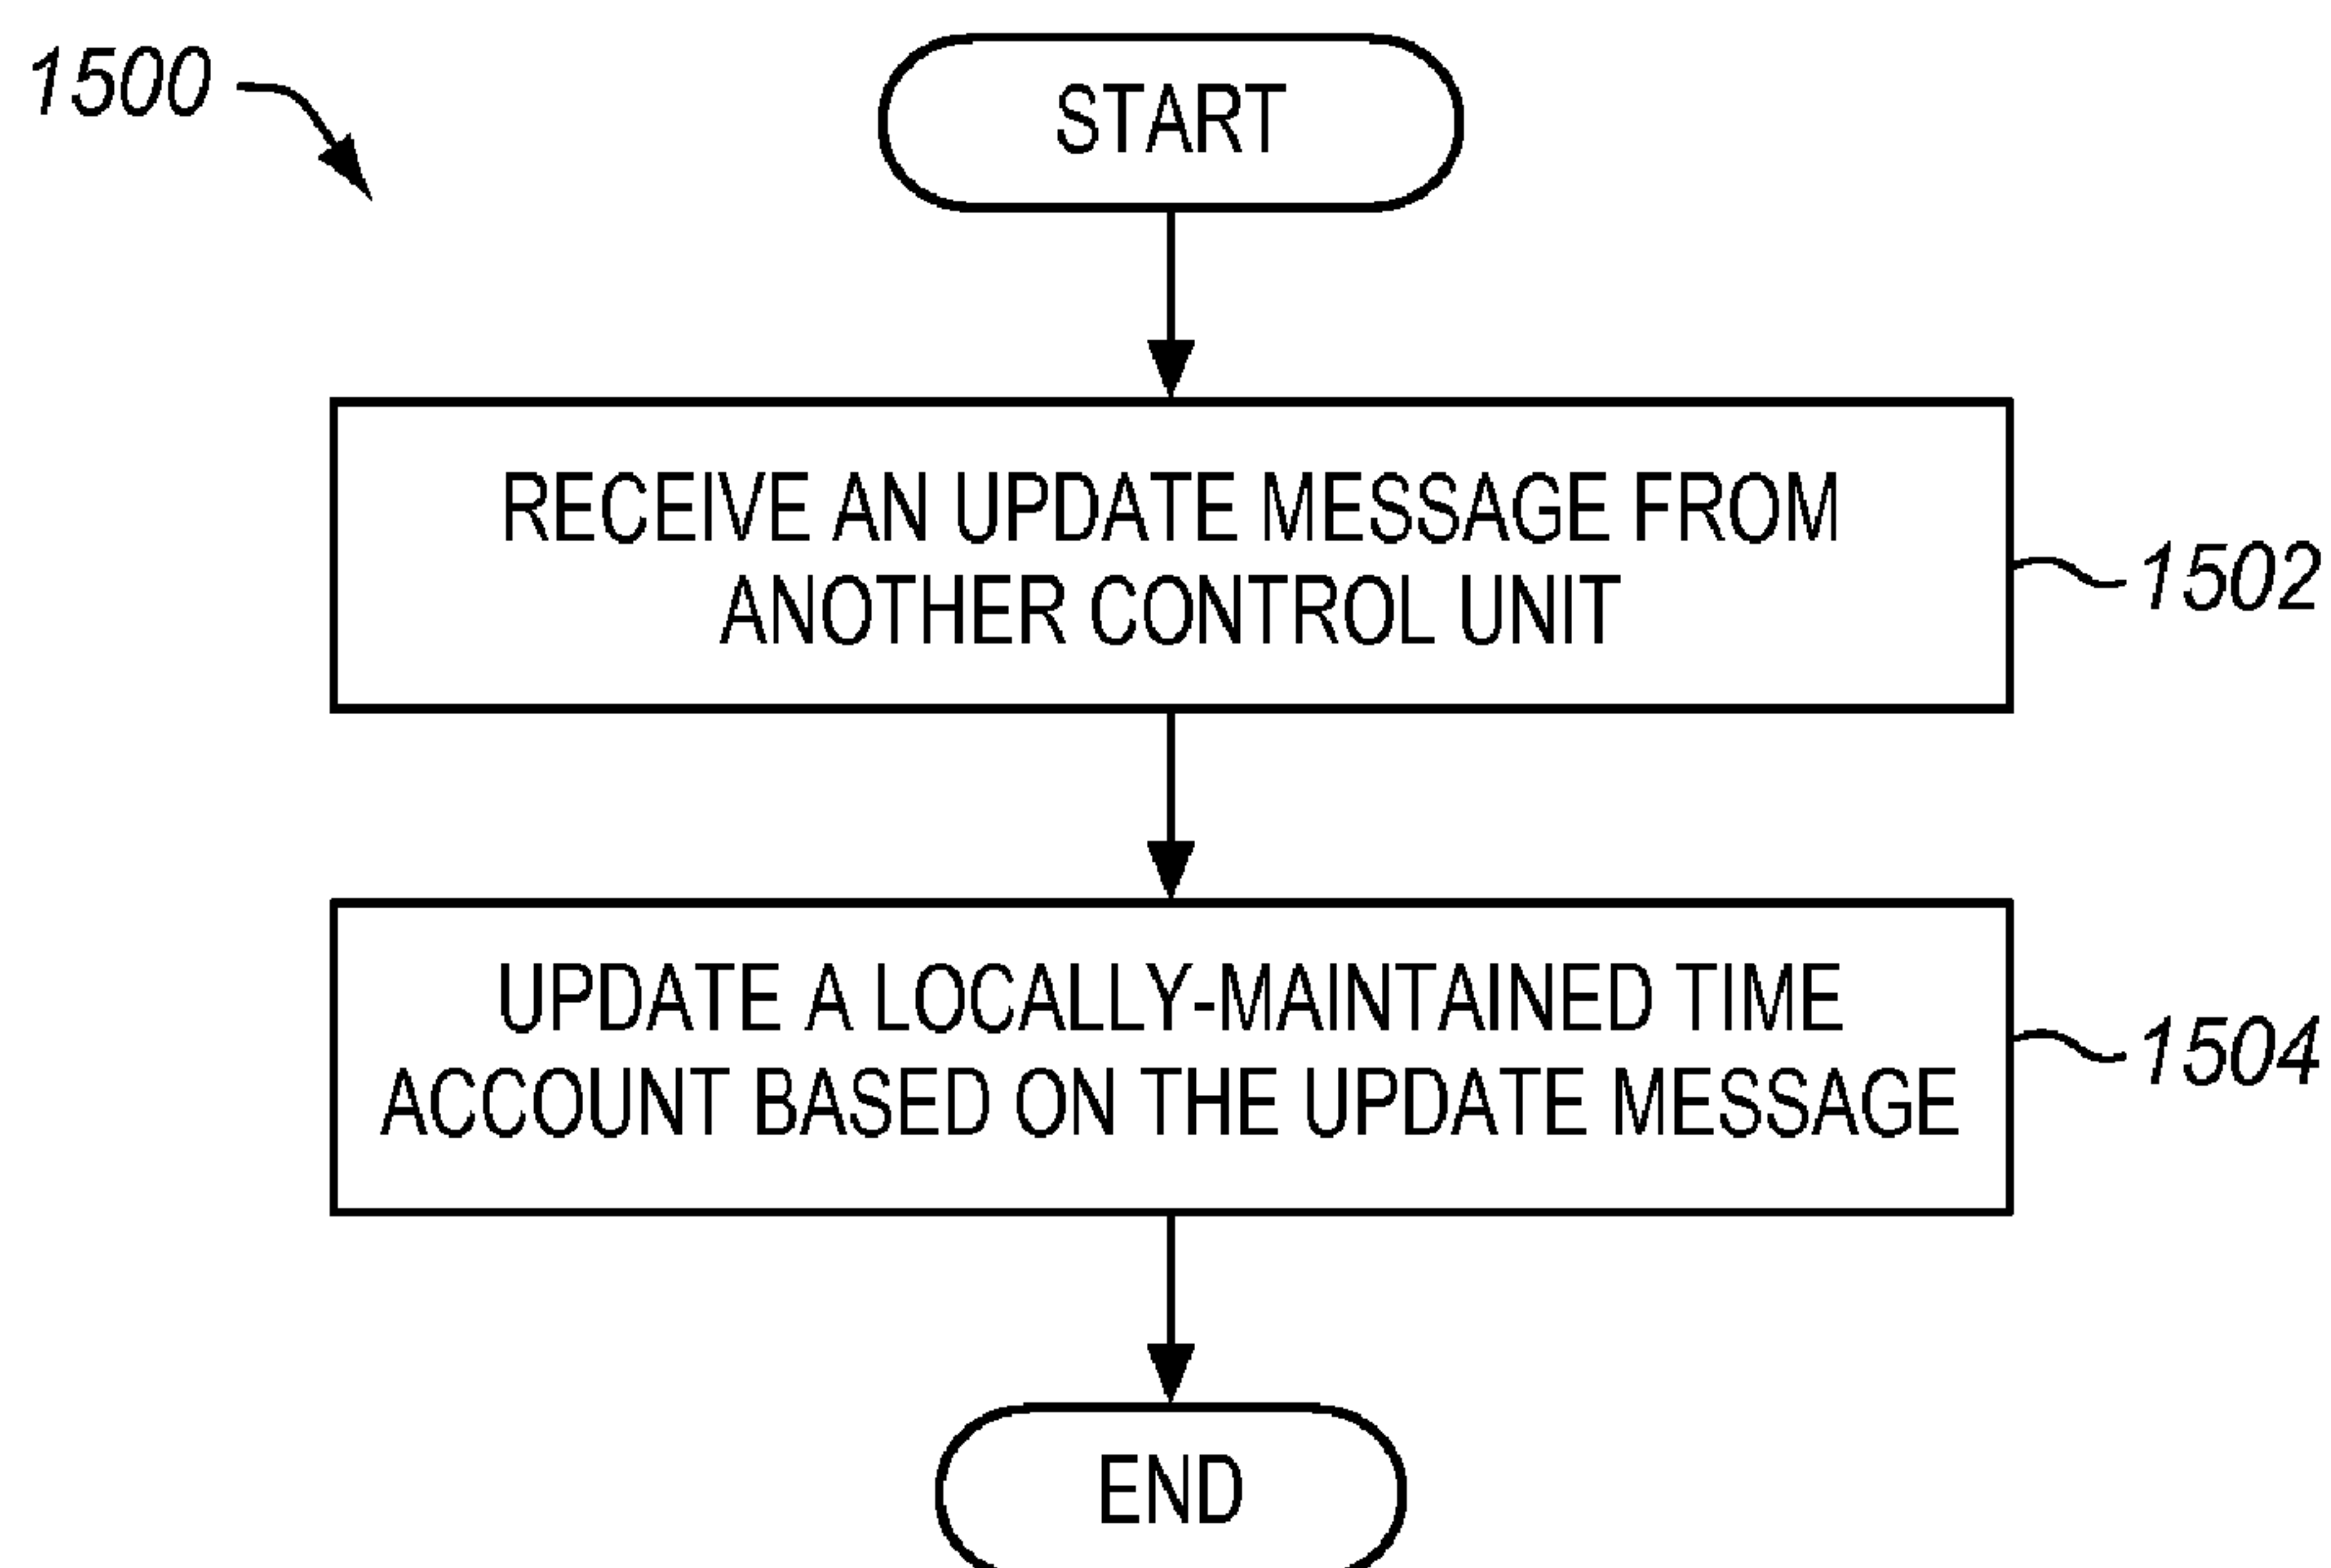 1500
START
RECEIVE AN UPDATE MESSAGE FROM
ANOTHER CONTROL UNIT
1502
UPDATE A LOCALLY-MAINTAINED TIME
ACCOUNT BASED ON THE UPDATE MESSAGE
1504
END